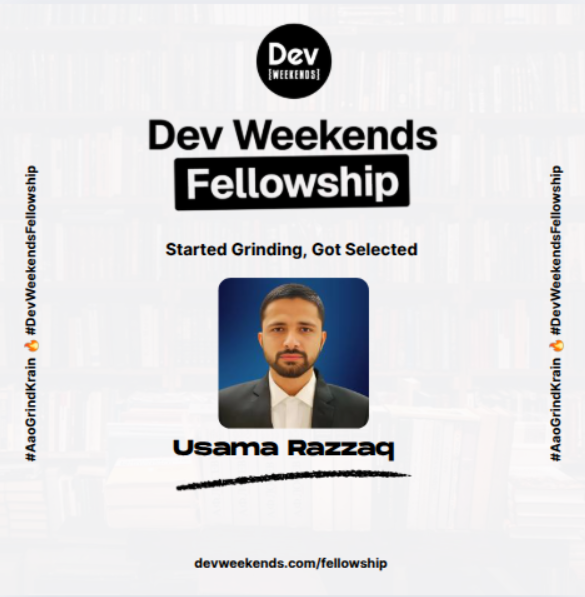 Dev
[WEEKENDS]
Dev Weekends
Fellowship
Started Grinding, Got Selected
#AaoGrindKrain 🔥 #DevWeekendsFellowship
#AaoGrindKrain 🔥 #DevWeekendsFellowship
Usama Razzaq
devweekends.com/fellowship